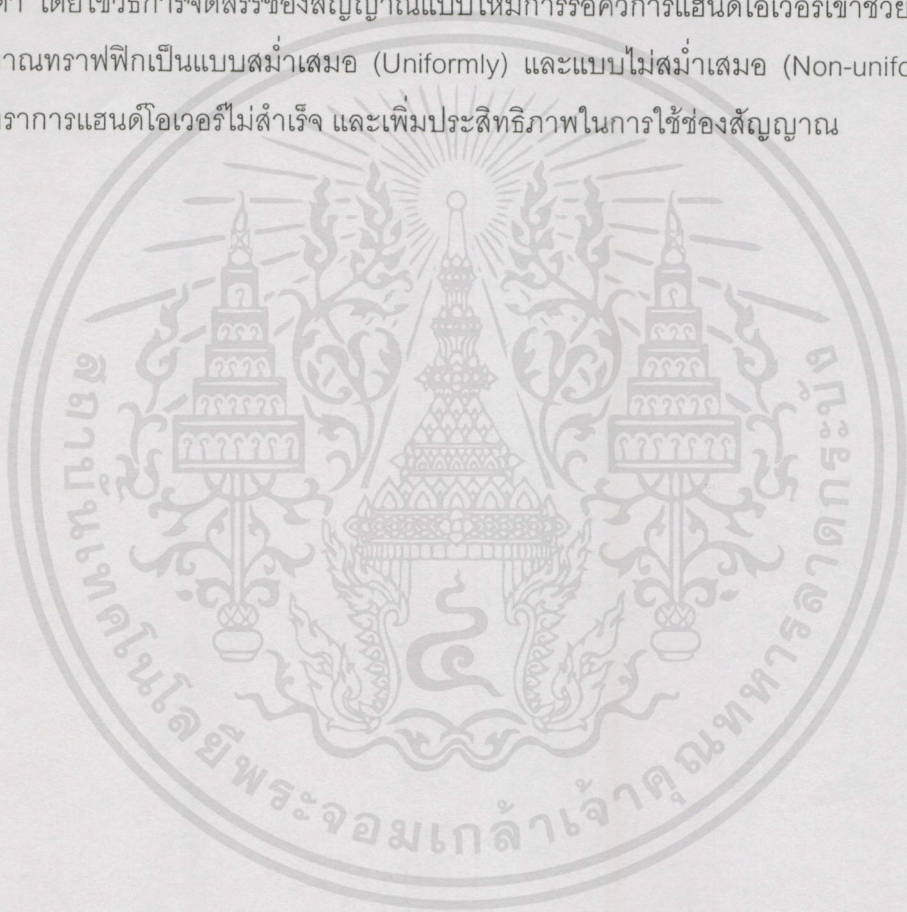 โดยใช้วิธีการจัดสรรช่องสัญญาณแบบให้มีการรอคิวการแฮนด์โอเวอร์เข้าช่วย
าณทราฟฟิกเป็นแบบสม่ำเสมอ (Uniformly) และแบบไม่สม่ำเสมอ (Non-unifo
ราการแฮนด์โอเวอร์ไม่สำเร็จ และเพิ่มประสิทธิภาพในการใช้ช่องสัญญาณ
สถาบันเทคโนโลยีพระจอมเกล้าเจ้าคุณทหารลาดกระบัง